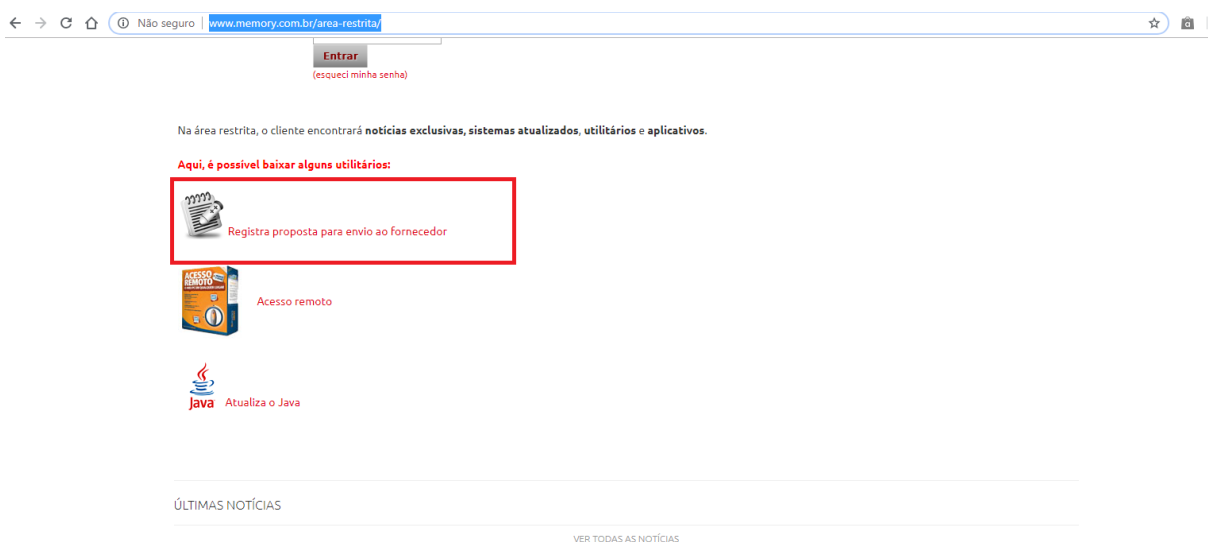 Não seguro | www.memory.com.br/area-restrita/
Entrar
(esqueci minha senha)
Na área restrita, o cliente encontrará notícias exclusivas, sistemas atualizados, utilitários e aplicativos.
Aqui, é possível baixar alguns utilitários:
Registra proposta para envio ao fornecedor
ACESSO
REMOTO
Acesso remoto
Java
Atualiza o Java
ÚLTIMAS NOTÍCIAS
VER TODAS AS NOTÍCIAS